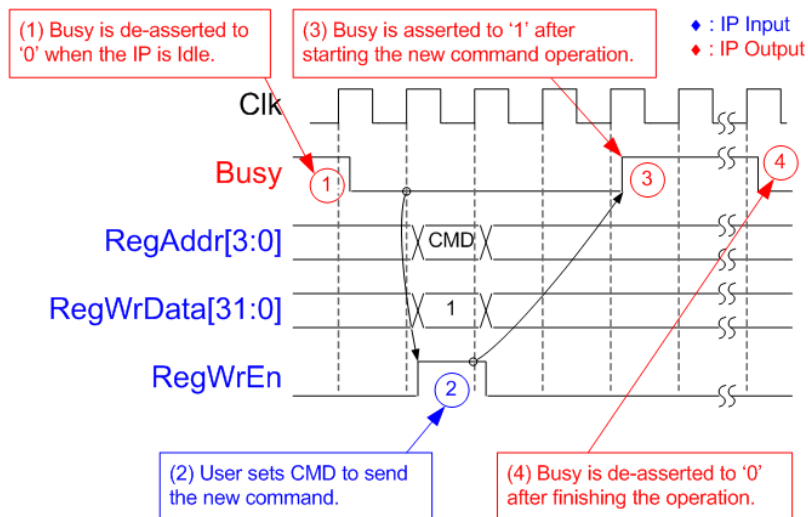 (1) Busy is de-asserted to
'0' when the IP is Idle.
(3) Busy is asserted to '1' after
starting the new command operation.
♦ : IP Input
♦ : IP Output
Clk
Busy
1
3
4
RegAddr[3:0]
CMD
RegWrData[31:0]
1
RegWrEn
2
(2) User sets CMD to send
the new command.
(4) Busy is de-asserted to '0'
after finishing the operation.